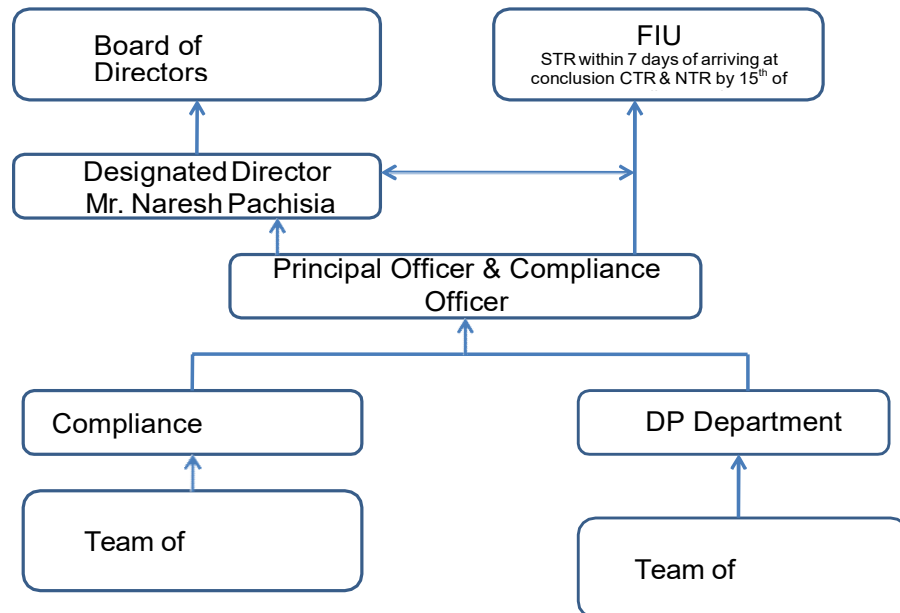 Board of
Directors
FIU
STR within 7 days of arriving at
conclusion CTR & NTR by 15th of
Designated Director
Mr. Naresh Pachisia
Principal Officer & Compliance
Officer
Compliance
DP Department
Team of
Team of